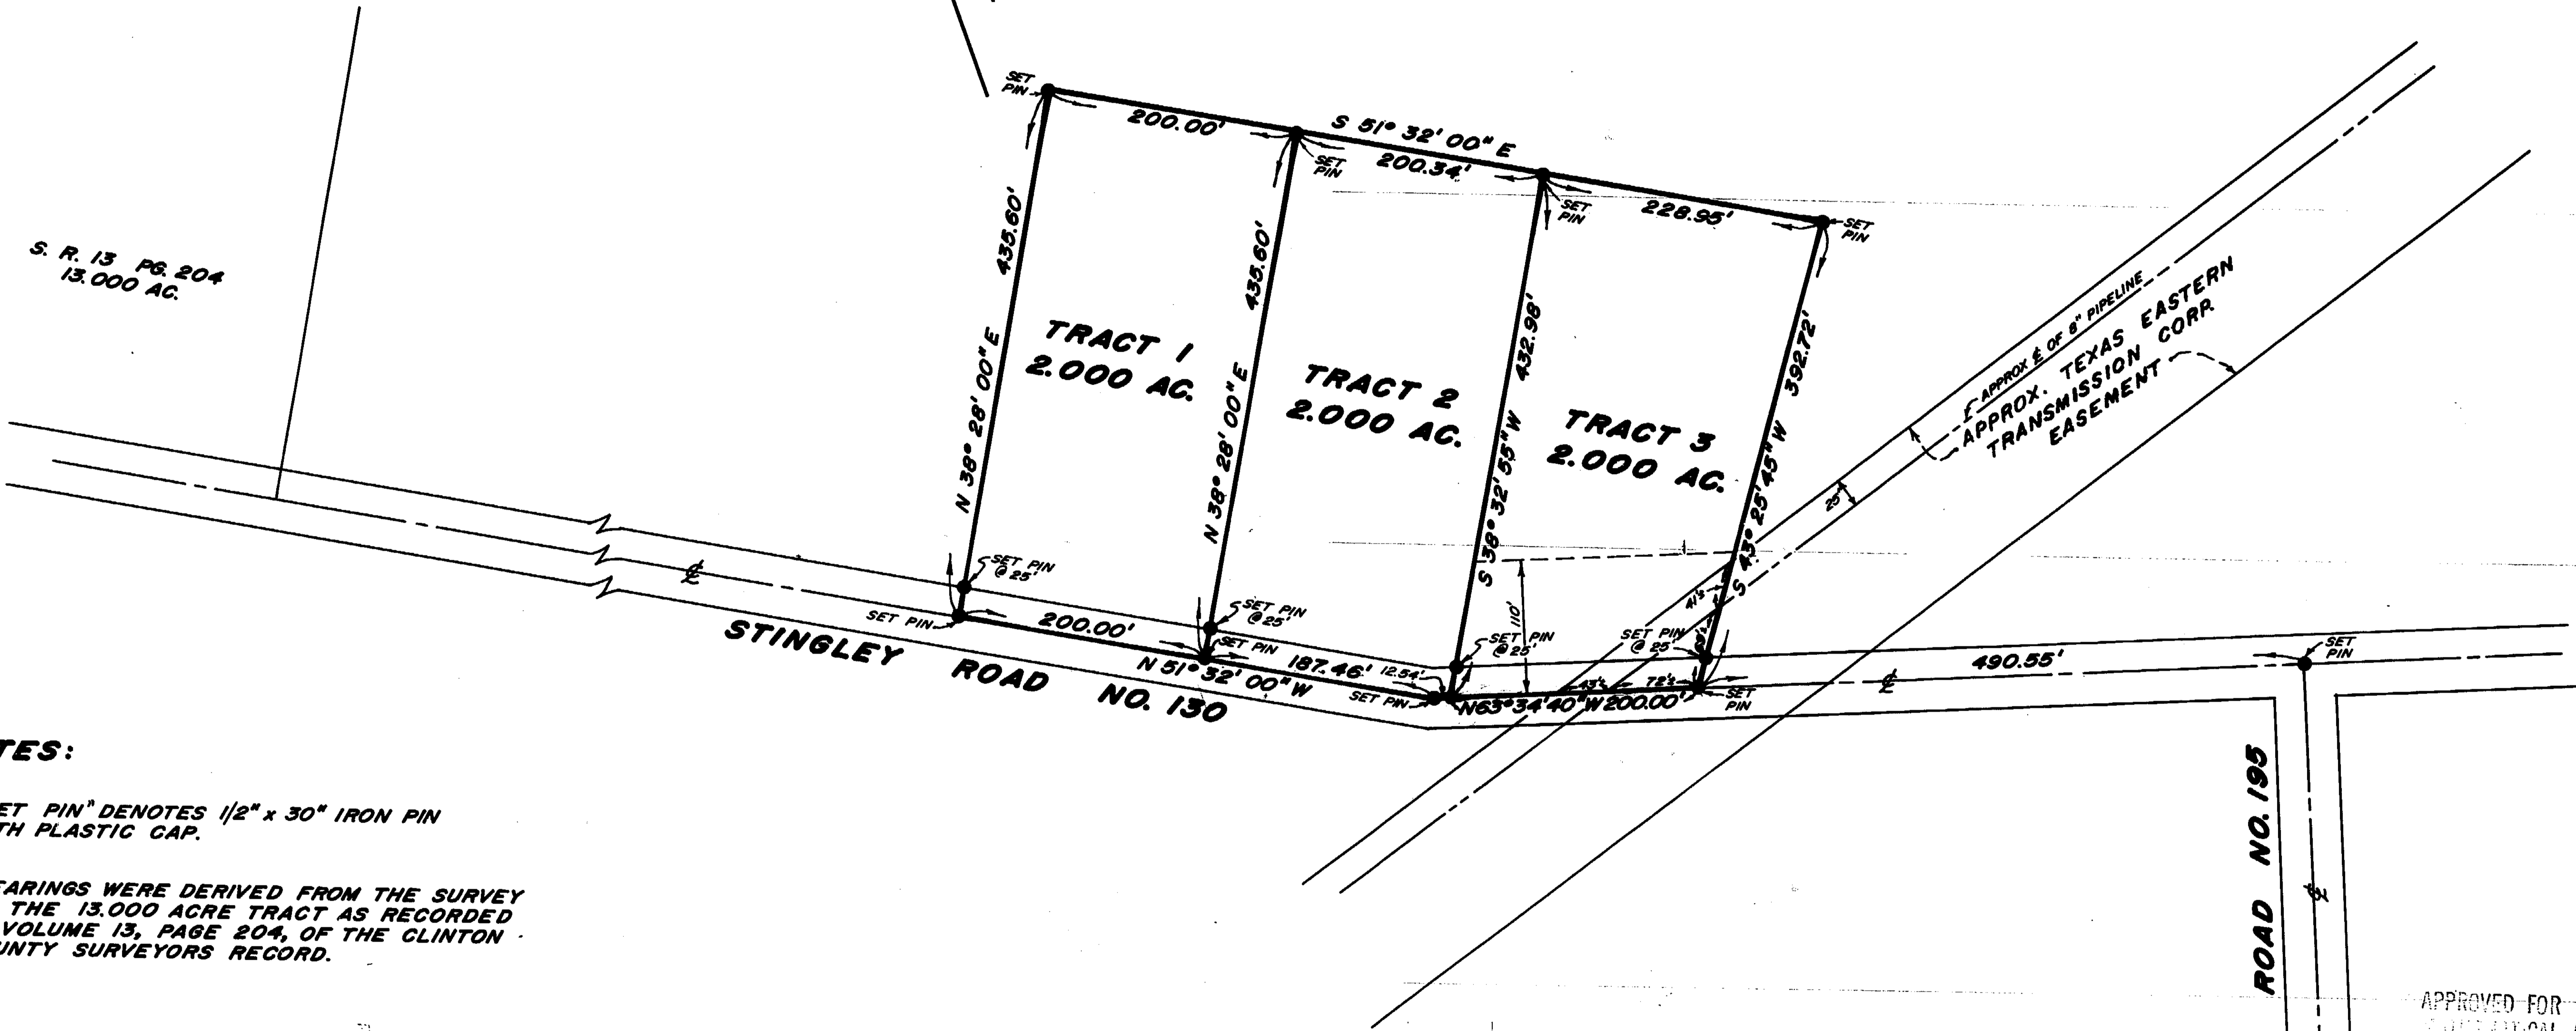 S. R. 13 PG. 204
13.000 AC.
SET
PIN
200.00'
S 51° 32' 00" E
SET
PIN
200.34'
SET
PIN
228.95'
SET
PIN
435.60'
N 38° 28' 00" E
TRACT 1
2.000 AC.
435.60'
N 38° 28' 00" E
TRACT 2
2.000 AC.
432.98'
S 38° 32' 55" W
TRACT 3
2.000 AC.
392.72'
S 43° 25' 45" W
APPROX ℄ OF 8" PIPELINE
APPROX. TEXAS EASTERN
TRANSMISSION CORP.
EASEMENT
25'
℄
SET PIN
@ 25'
SET PIN
200.00'
SET PIN
@ 25'
SET PIN
N 51° 32' 00" W
187.46'
12.54'
SET PIN
SET PIN
@ 25'
110'
SET PIN
@ 25'
N63°34'40"W 200.00'
SET
PIN
℄
490.55'
SET
PIN
STINGLEY ROAD NO. 130
ROAD NO. 195
℄
TES:
ET PIN" DENOTES 1/2" x 30" IRON PIN
TH PLASTIC CAP.
EARINGS WERE DERIVED FROM THE SURVEY
THE 13.000 ACRE TRACT AS RECORDED
VOLUME 13, PAGE 204, OF THE CLINTON
UNTY SURVEYORS RECORD.
APPROVED FOR